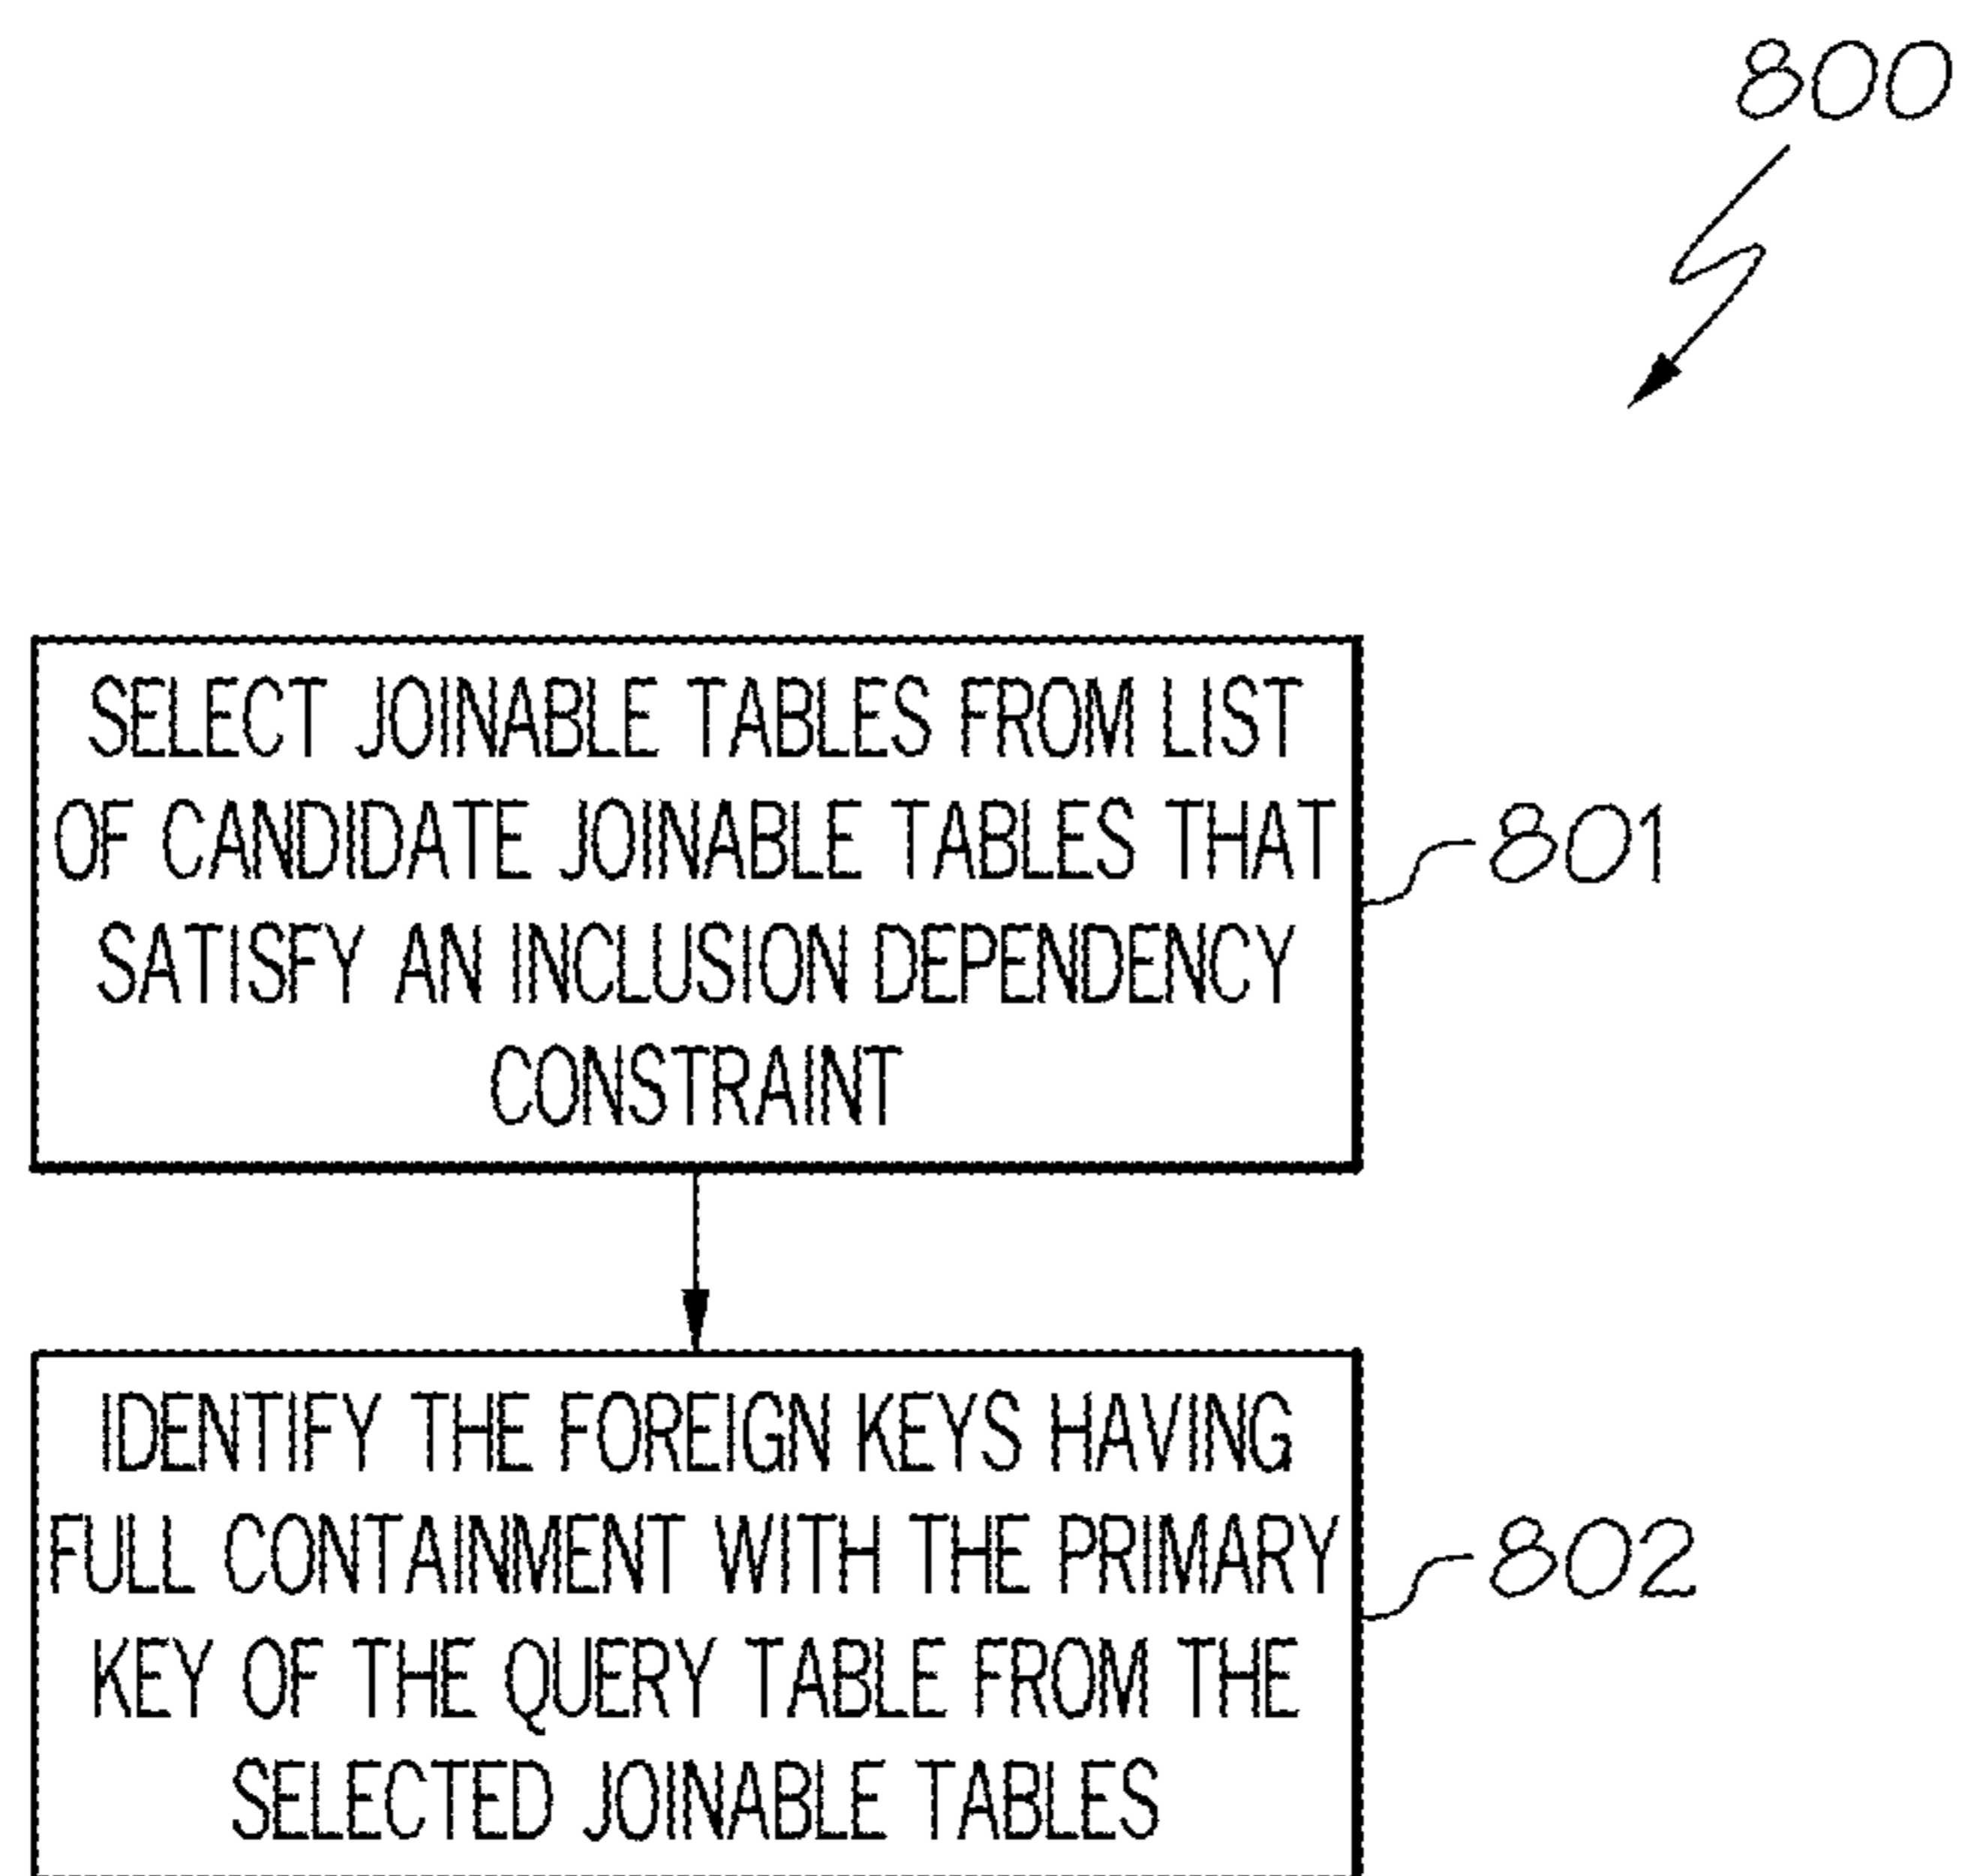 800
SELECT JOINABLE TABLES FROM LIST
OF CANDIDATE JOINABLE TABLES THAT
SATISFY AN INCLUSION DEPENDENCY
CONSTRAINT
801
IDENTIFY THE FOREIGN KEYS HAVING
FULL CONTAINMENT WITH THE PRIMARY
KEY OF THE QUERY TABLE FROM THE
SELECTED JOINABLE TABLES
802